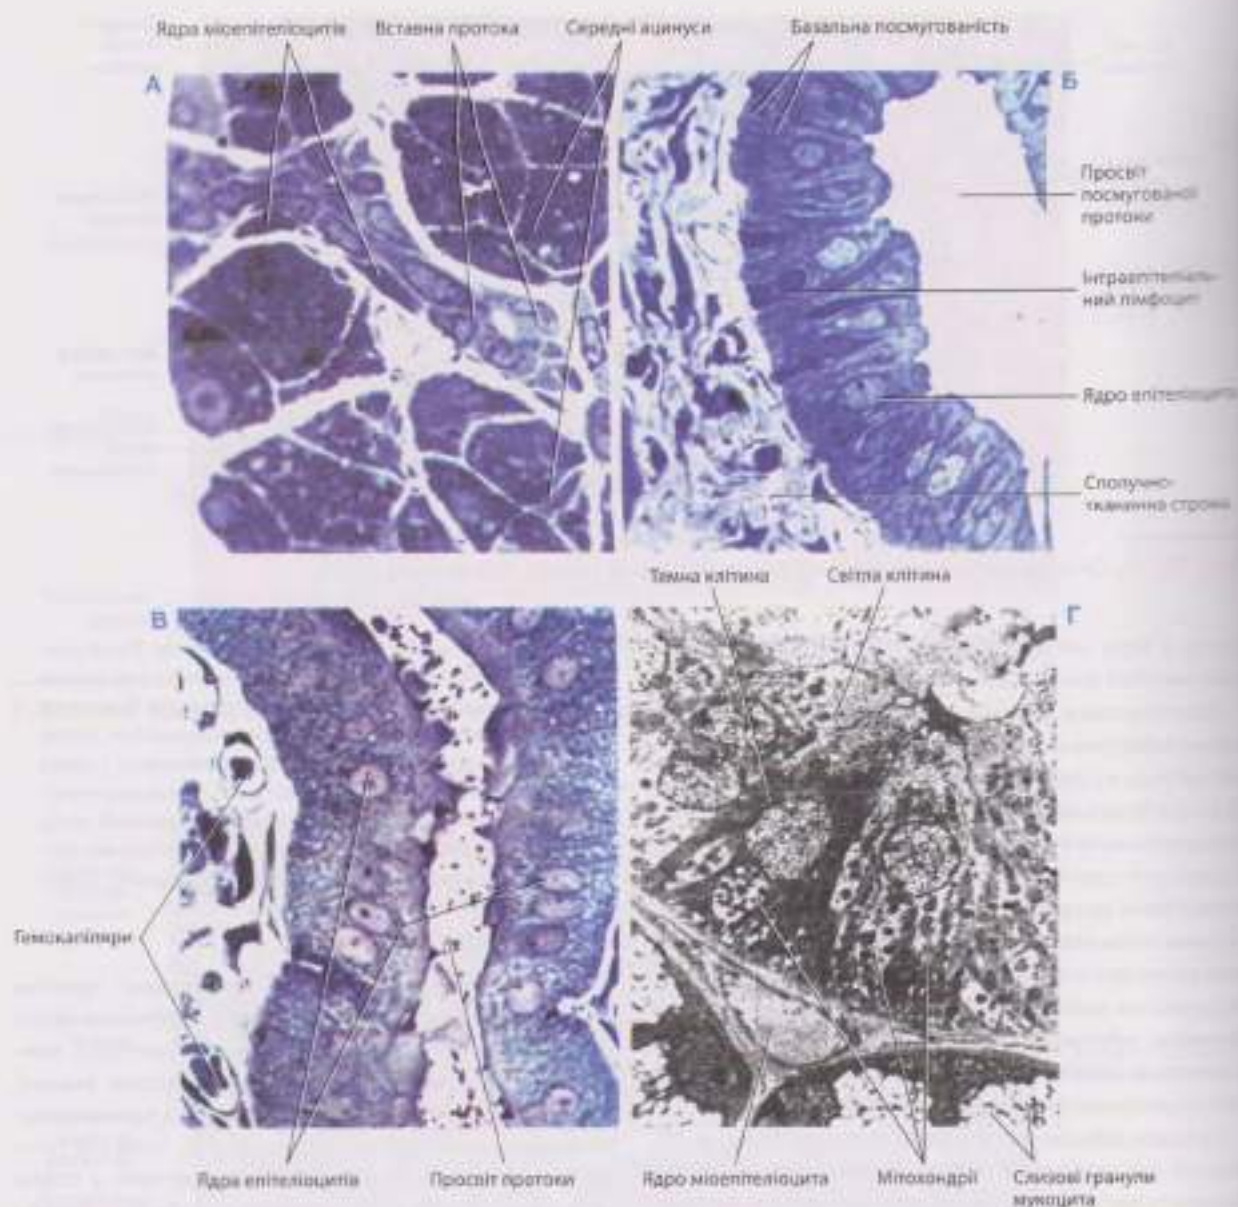 Ядра міоепітеліоцитів Вставна протока Середні ацинуси Базальна посмугованість
А Б
Просвіт
посмугованої
протоки
Інтраепітеліаль-
ний лімфоцит
Ядро епітеліоцита
Сполучно-
тканинна строма
Темна клітина Світла клітина
В Г
Гемокапіляри
Ядра епітеліоцитів Просвіт протоки Ядро міоепітеліоцита Мітохондрії Слизові гранули
мукоцита